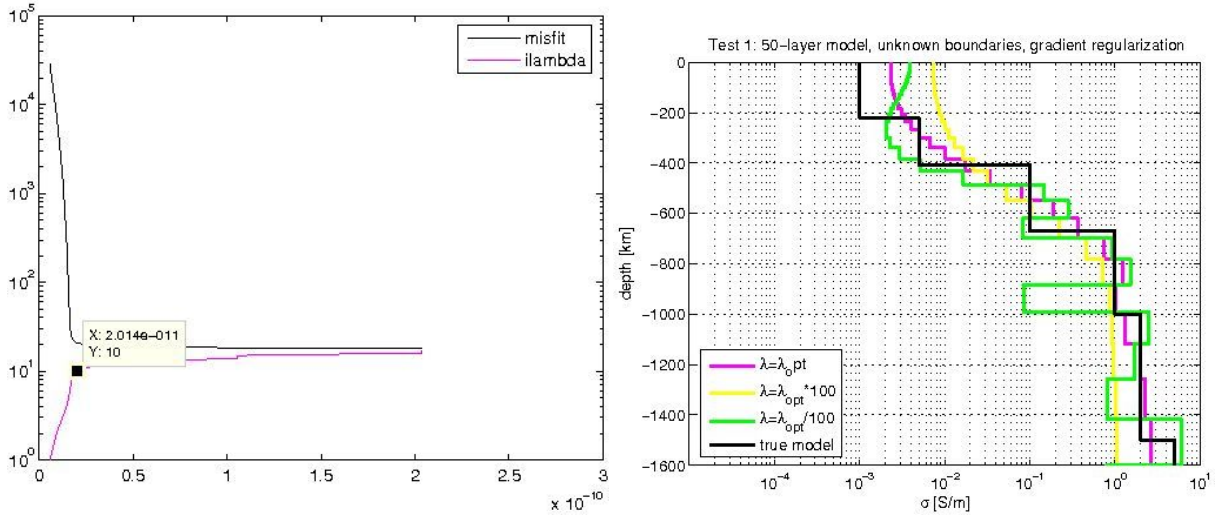 10^5
10^4
10^3
10^2
10^1
10^0
misfit
ilambda
X: 2.014e-011
Y: 10
0 0.5 1 1.5 2 2.5 3
x 10^-10
Test 1: 50-layer model, unknown boundaries, gradient regularization
0
-200
-400
-600
-800
-1000
-1200
-1400
-1600
depth [km]
λ=λ_opt
λ=λ_opt*100
λ=λ_opt/100
true model
10^-4 10^-3 10^-2 10^-1 10^0 10^1
σ [S/m]